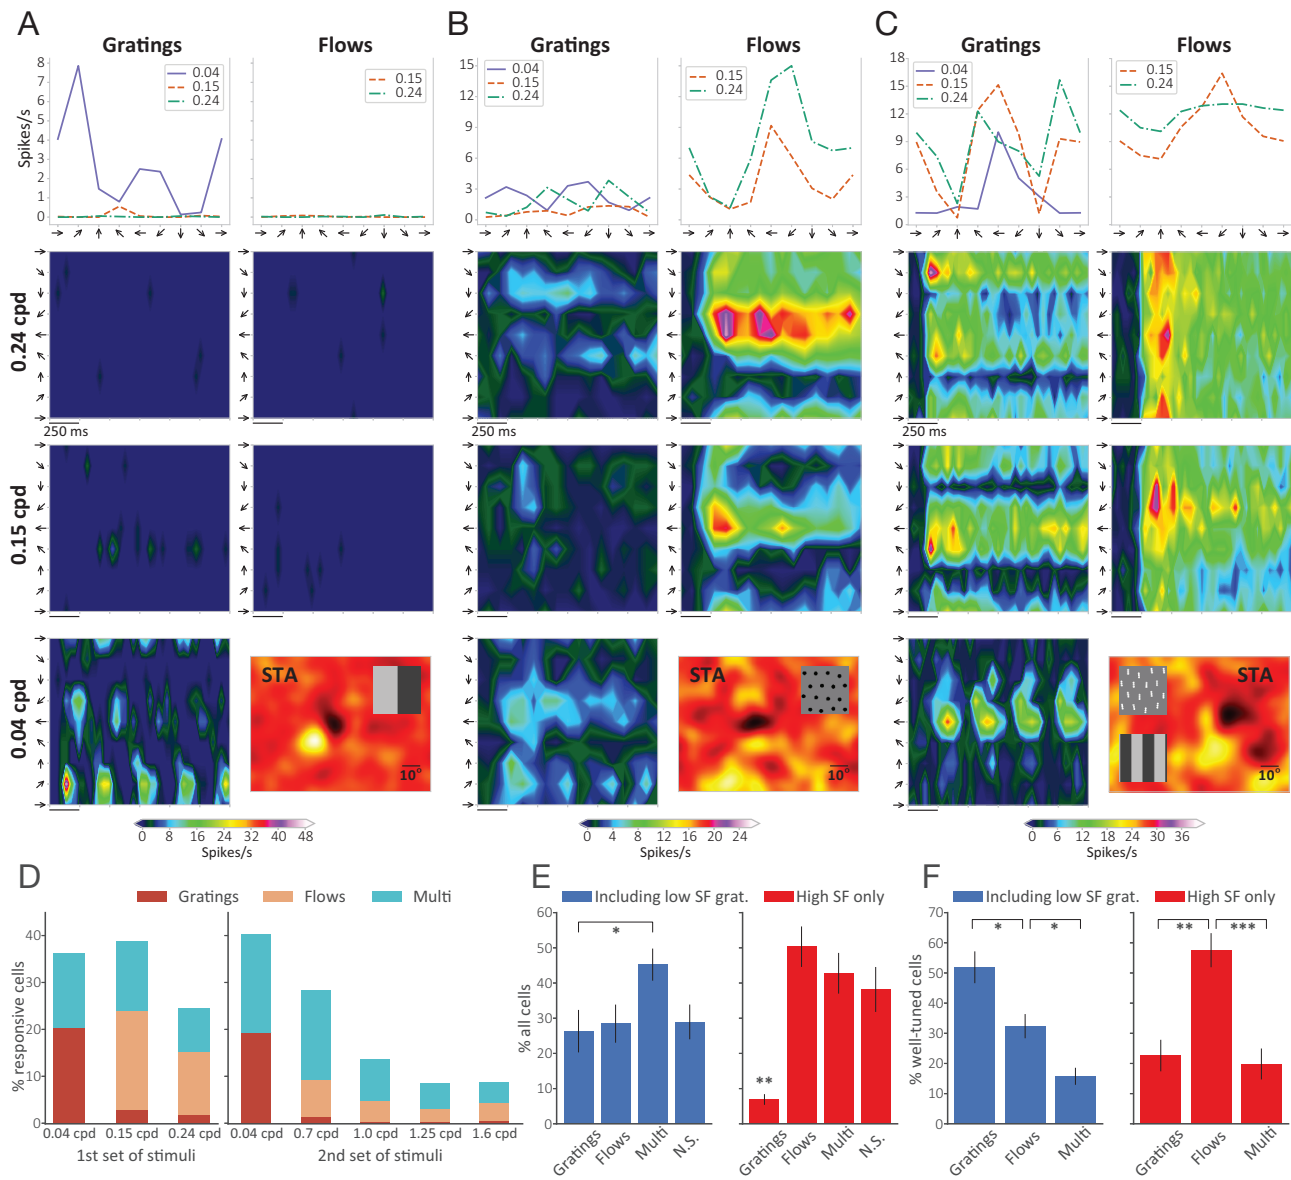 A
B
C
Gratings
Flows
Gratings
Flows
Gratings
Flows
Spikes/s
8
7
6
5
4
3
2
1
0
0.04
0.15
0.24
0.15
0.24
15
12
9
6
3
0
0.04
0.15
0.24
0.15
0.24
18
15
12
9
6
3
0
0.04
0.15
0.24
0.15
0.24
0.24 cpd
250 ms
250 ms
250 ms
0.15 cpd
0.04 cpd
STA
10°
STA
10°
STA
10°
0 8 16 24 32 40 48
Spikes/s
0 4 8 12 16 20 24
Spikes/s
0 6 12 18 24 30 36
Spikes/s
D
Gratings
Flows
Multi
% responsive cells
40
30
20
10
0
0.04 cpd
0.15 cpd
0.24 cpd
1st set of stimuli
0.04 cpd
0.7 cpd
1.0 cpd
1.25 cpd
1.6 cpd
2nd set of stimuli
E
Including low SF grat.
High SF only
% all cells
60
50
40
30
20
10
0
*
**
Gratings
Flows
Multi
N.S.
Gratings
Flows
Multi
N.S.
F
Including low SF grat.
High SF only
% well-tuned cells
70
60
50
40
30
20
10
0
*
*
**
***
Gratings
Flows
Multi
Gratings
Flows
Multi